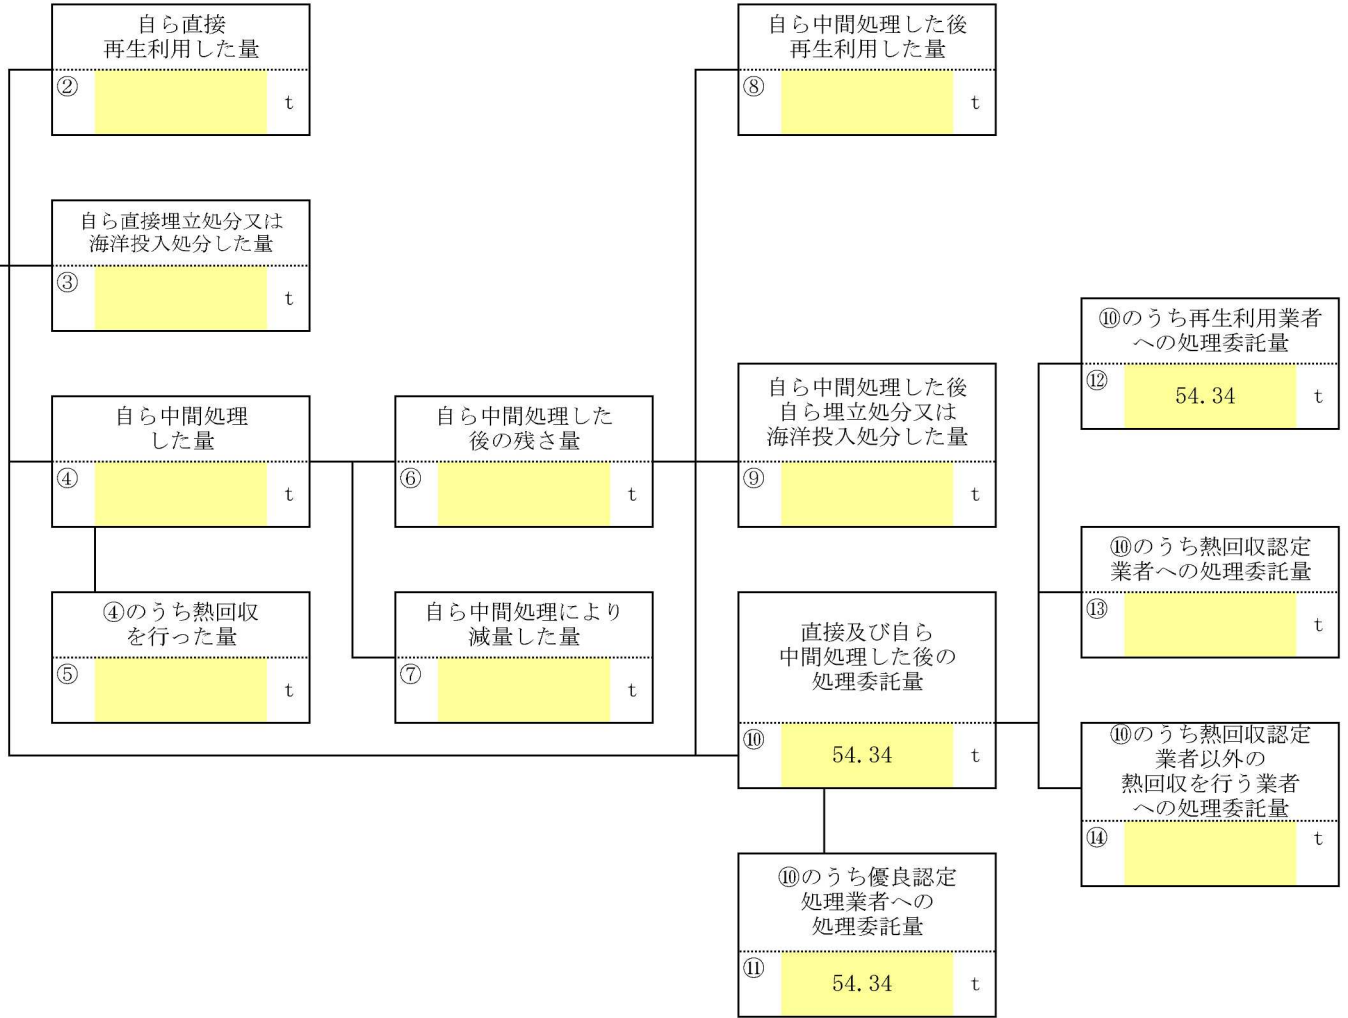 自ら直接
再生利用した量
②
t
自ら中間処理した後
再生利用した量
⑧
t
自ら直接埋立処分又は
海洋投入処分した量
③
t
⑩のうち再生利用業者
への処理委託量
⑫
54.34
t
自ら中間処理
した量
④
t
自ら中間処理した
後の残さ量
⑥
t
自ら中間処理した後
自ら埋立処分又は
海洋投入処分した量
⑨
t
⑩のうち熱回収認定
業者への処理委託量
⑬
t
④のうち熱回収
を行った量
⑤
t
自ら中間処理により
減量した量
⑦
t
直接及び自ら
中間処理した後の
処理委託量
⑩
54.34
t
⑩のうち熱回収認定
業者以外の
熱回収を行う業者
への処理委託量
⑭
t
⑩のうち優良認定
処理業者への
処理委託量
⑪
54.34
t